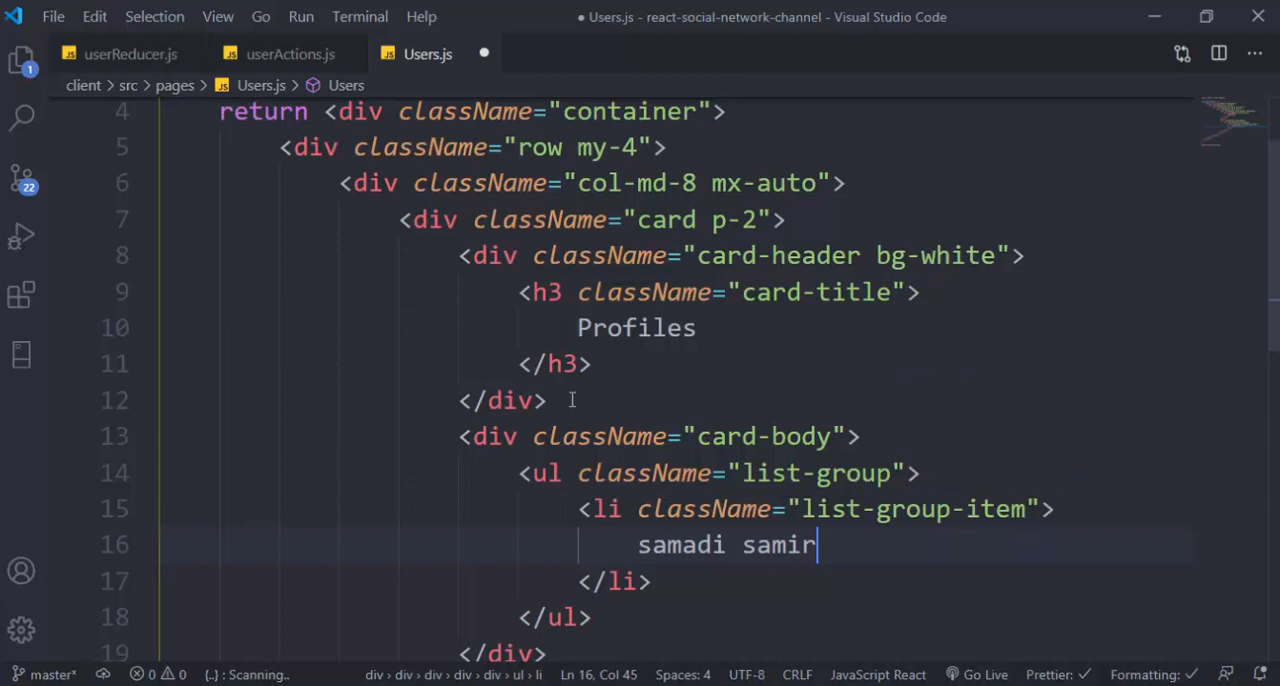 File Edit Selection View Go Run Terminal Help ● Users.js - react-social-network-channel - Visual Studio Code
JS userReducer.js JS userActions.js JS Users.js ●
client > src > pages > JS Users.js > Users
4 return <div className="container">
5 <div className="row my-4">
6 <div className="col-md-8 mx-auto">
7 <div className="card p-2">
8 <div className="card-header bg-white">
9 <h3 className="card-title">
10 Profiles
11 </h3>
12 </div>
13 <div className="card-body">
14 <ul className="list-group">
15 <li className="list-group-item">
16 samadi samir
17 </li>
18 </ul>
19 </div>
1
22
master* 0 0 {..} : Scanning.. div > div > div > div > div > ul > li Ln 16, Col 45 Spaces: 4 UTF-8 CRLF JavaScript React Go Live Prettier: ✓ Formatting: ✓